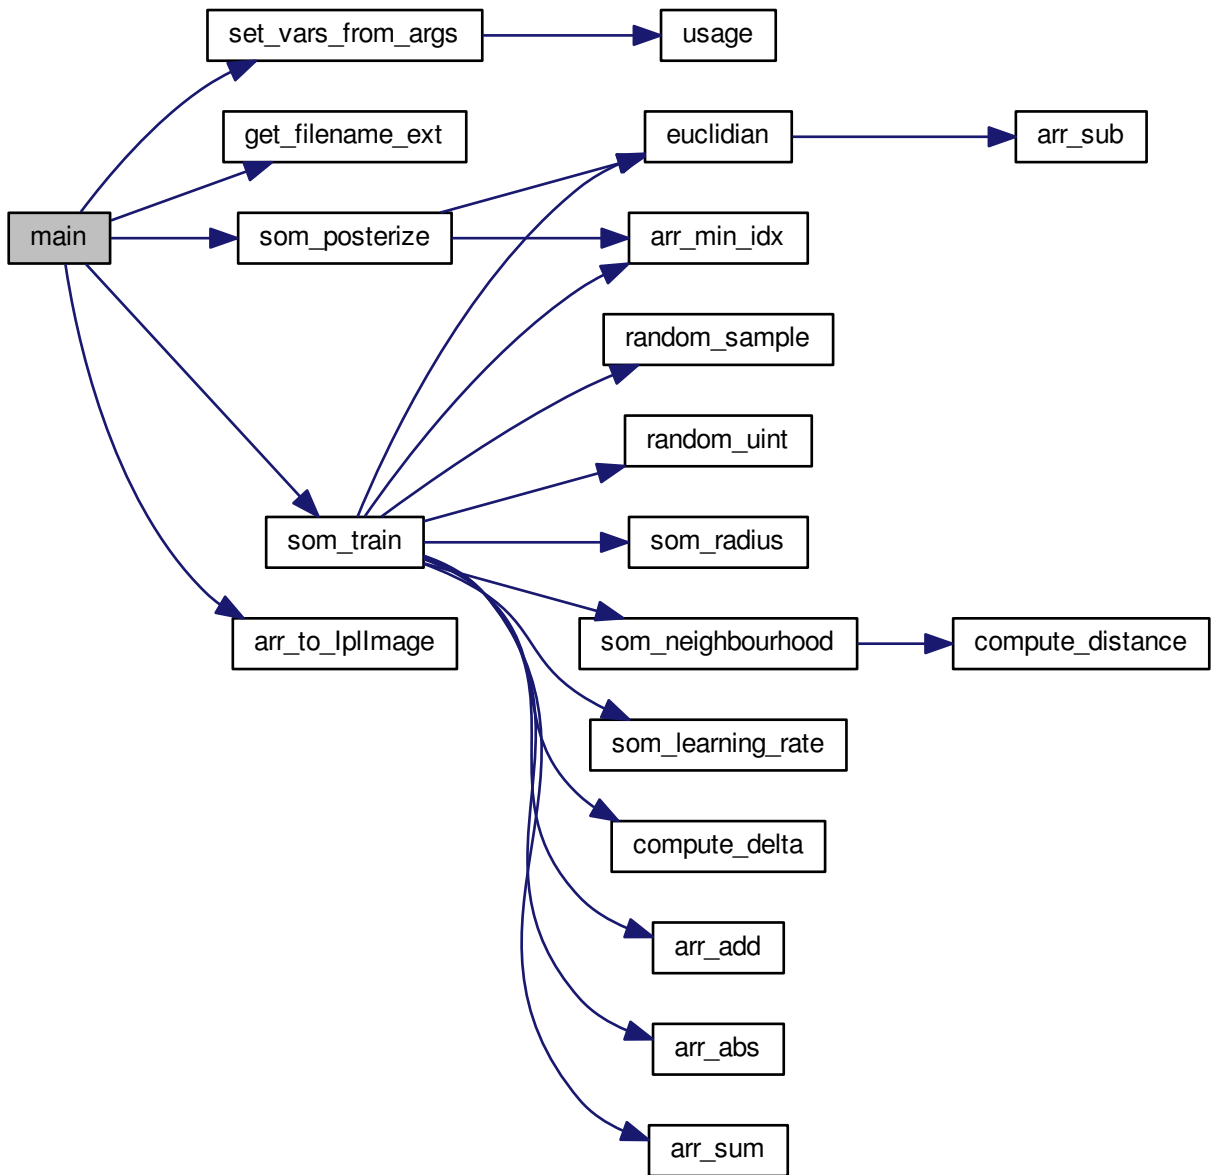 set_vars_from_args
usage
get_filename_ext
euclidian
arr_sub
main
som_posterize
arr_min_idx
random_sample
random_uint
som_train
som_radius
arr_to_IplImage
som_neighbourhood
compute_distance
som_learning_rate
compute_delta
arr_add
arr_abs
arr_sum